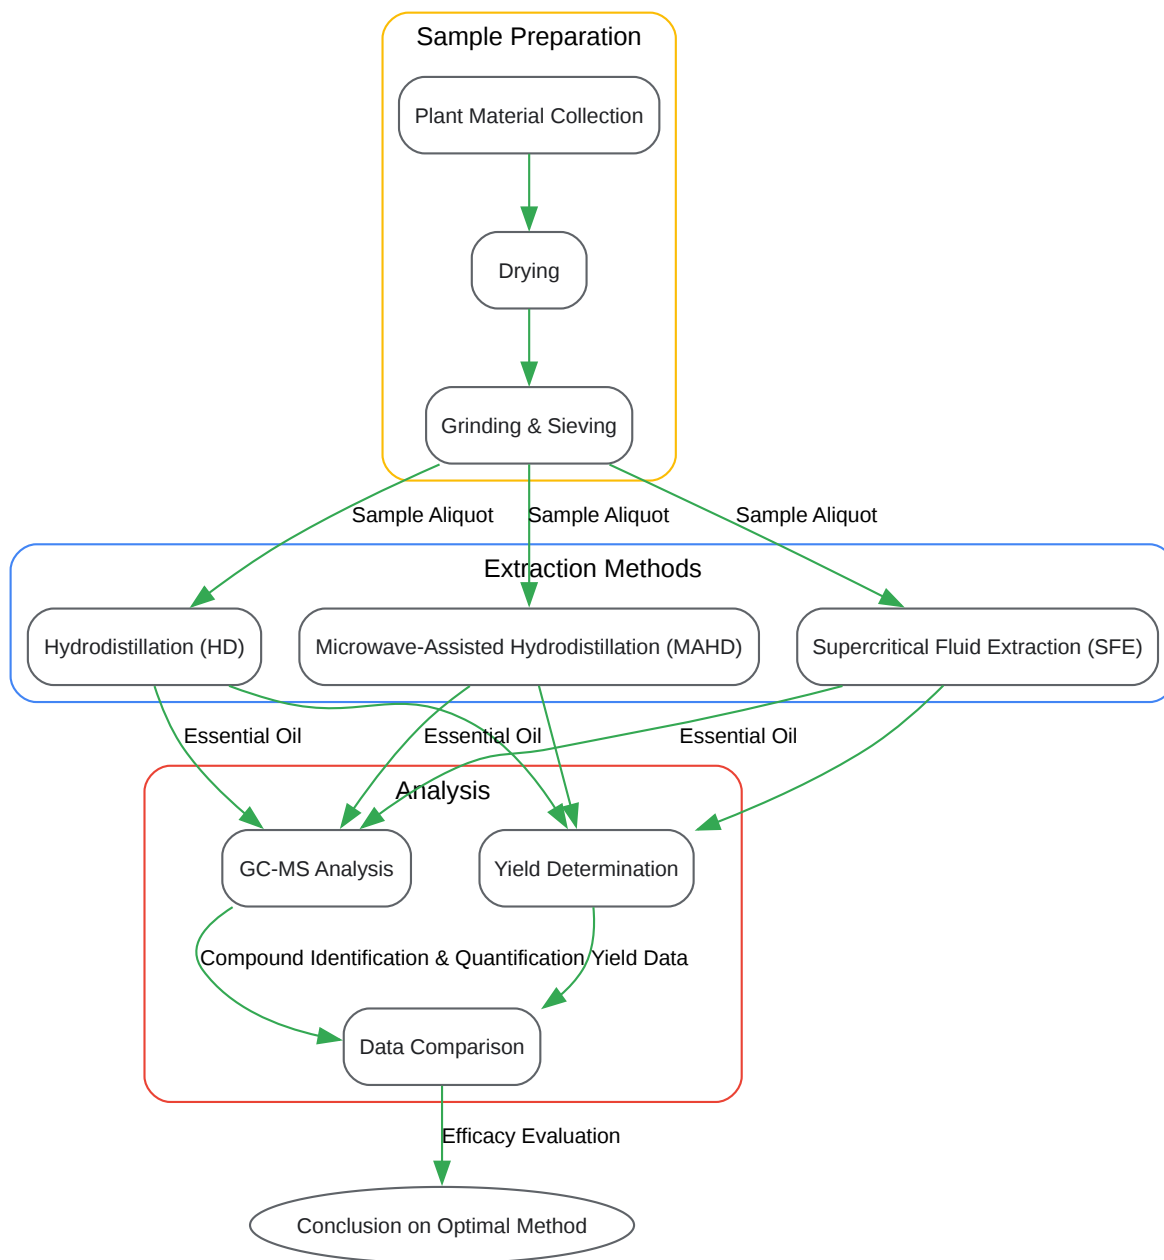 Sample Preparation
Plant Material Collection
Drying
Grinding & Sieving
Sample Aliquot
Sample Aliquot
Sample Aliquot
Extraction Methods
Hydrodistillation (HD)
Microwave-Assisted Hydrodistillation (MAHD)
Supercritical Fluid Extraction (SFE)
Essential Oil
Essential Oil
Essential Oil
Analysis
GC-MS Analysis
Yield Determination
Compound Identification & Quantification
Yield Data
Data Comparison
Efficacy Evaluation
Conclusion on Optimal Method